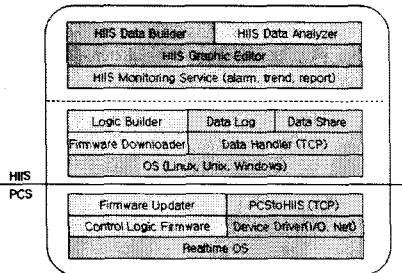 HIIS Data Builder HIIS Data Analyzer
HIIS Graphic Editor
HIIS Monitoring Service (alarm, trend, report)
Logic Builder Data Log Data Share
Firmware Downloader Data Handler (TCP)
OS (Linux, Unix, Windows)
HIIS
PCS
Firmware Updater PCStoHIIS (TCP)
Control Logic Firmware Device Driver(I/O, Net)
Realtime OS